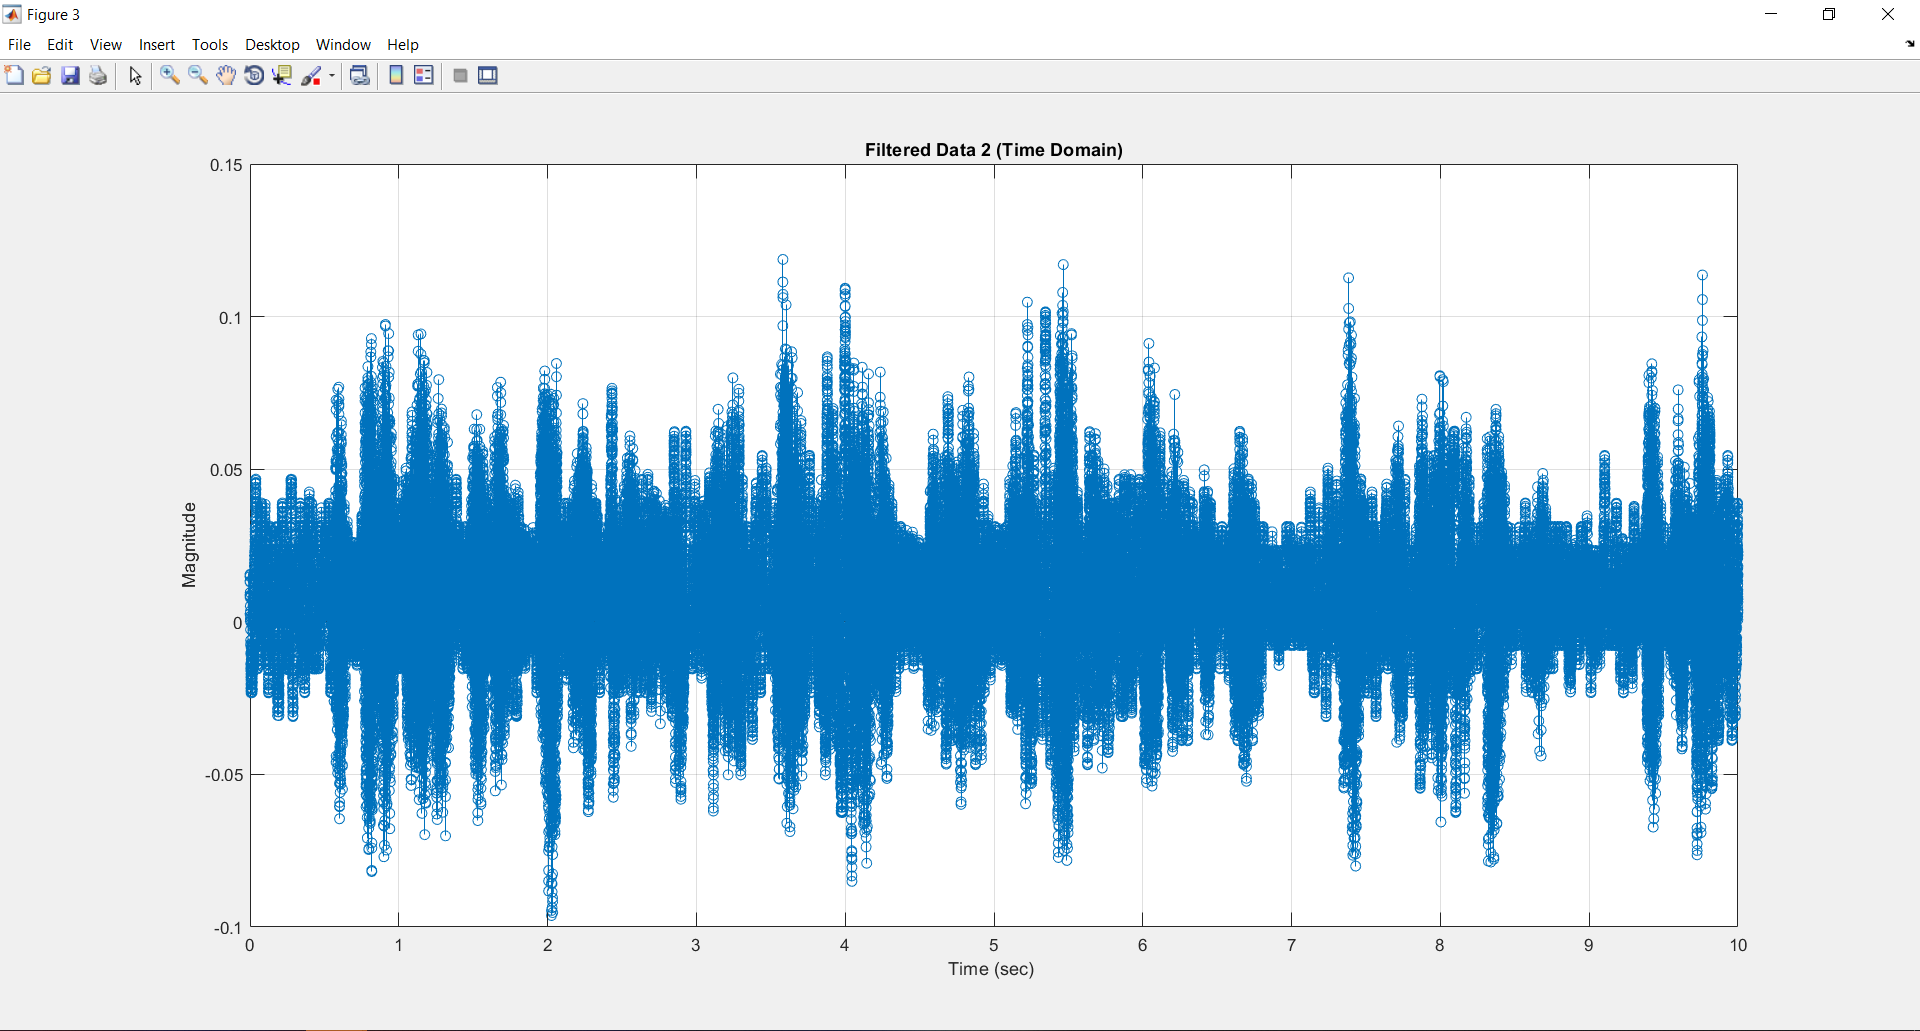 Figure 3
File Edit View Insert Tools Desktop Window Help
Filtered Data 2 (Time Domain)
0.15
0.1
0.05
0
-0.05
-0.1
Magnitude
0 1 2 3 4 5 6 7 8 9 10
Time (sec)